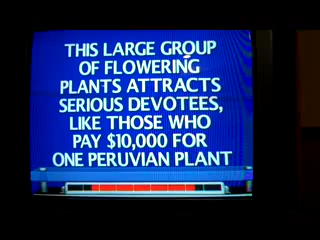 THIS LARGE GROUP
OF FLOWERING
PLANTS ATTRACTS
SERIOUS DEVOTEES,
LIKE THOSE WHO
PAY $10,000 FOR
ONE PERUVIAN PLANT